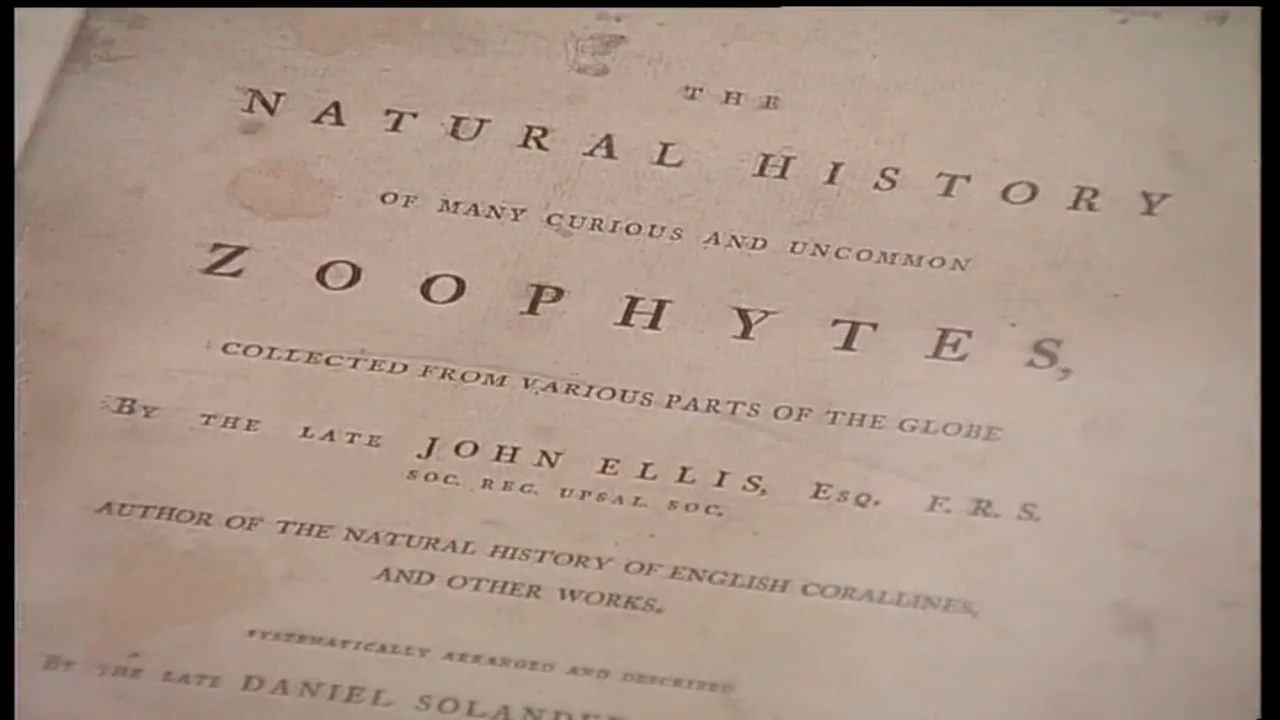 THE
NATURAL HISTORY
OF MANY CURIOUS AND UNCOMMON
ZOOPHYTES,
COLLECTED FROM VARIOUS PARTS OF THE GLOBE
BY THE LATE JOHN ELLIS, ESQ. F. R. S.
SOC. REG. UPSAL. SOC.
AUTHOR OF THE NATURAL HISTORY OF ENGLISH CORALLINES,
AND OTHER WORKS.
SYSTEMATICALLY ARRANGED AND DESCRIBED
BY THE LATE DANIEL SOLANDER